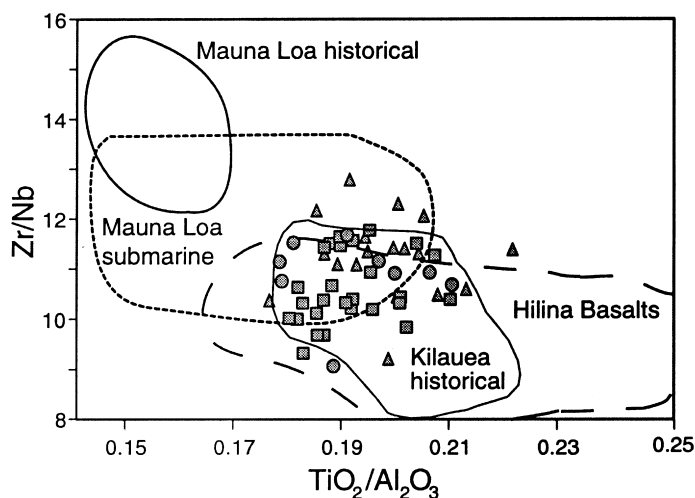 16
14
12
10
8
Zr/Nb
Mauna Loa historical
Mauna Loa
submarine
Hilina Basalts
Kilauea
historical
0.15
0.17
0.19
0.21
0.23
0.25
TiO₂/Al₂O₃